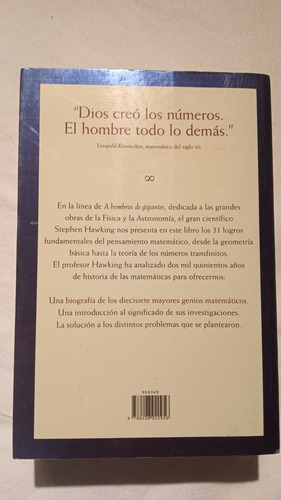 “Dios creó los números.
El hombre todo lo demás.”
Leopold Kronecker, matemático del siglo XIX
∞
En la línea de A hombros de gigantes, dedicada a las grandes
obras de la Física y la Astronomía, el gran científico
Stephen Hawking nos presenta en este libro los 31 logros
fundamentales del pensamiento matemático, desde la geometría
básica hasta la teoría de los números transfinitos.
El profesor Hawking ha analizado dos mil quinientos años
de historia de las matemáticas para ofrecernos:
Una biografía de los diecisiete mayores genios matemáticos.
Una introducción al significado de sus investigaciones.
La solución a los distintos problemas que se plantearon.